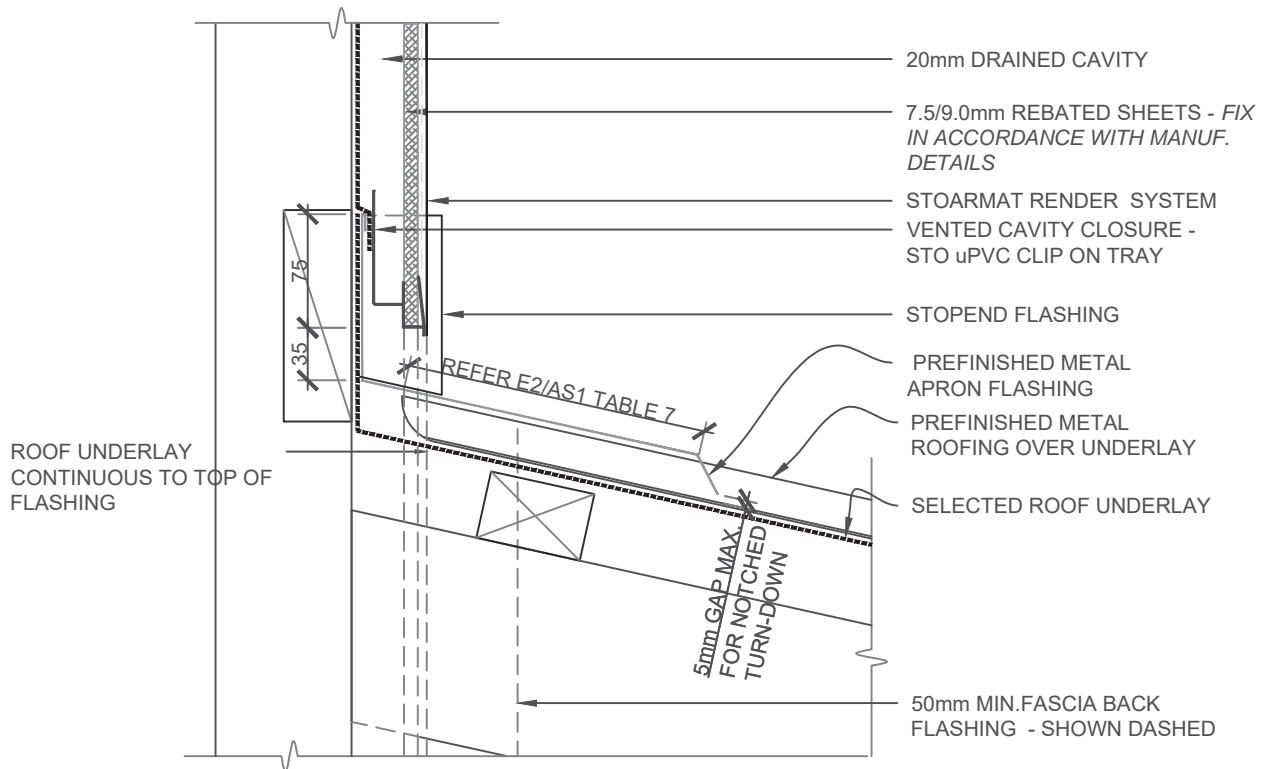 20mm DRAINED CAVITY
7.5/9.0mm REBATED SHEETS - FIX
IN ACCORDANCE WITH MANUF.
DETAILS
STOARMAT RENDER SYSTEM
VENTED CAVITY CLOSURE -
STO uPVC CLIP ON TRAY
75
STOPEND FLASHING
35
REFER E2/AS1 TABLE 7
PREFINISHED METAL
APRON FLASHING
PREFINISHED METAL
ROOFING OVER UNDERLAY
ROOF UNDERLAY
CONTINUOUS TO TOP OF
FLASHING
SELECTED ROOF UNDERLAY
5mm GAP MAX.
FOR NOTCHED
TURN-DOWN
50mm MIN.FASCIA BACK
FLASHING - SHOWN DASHED